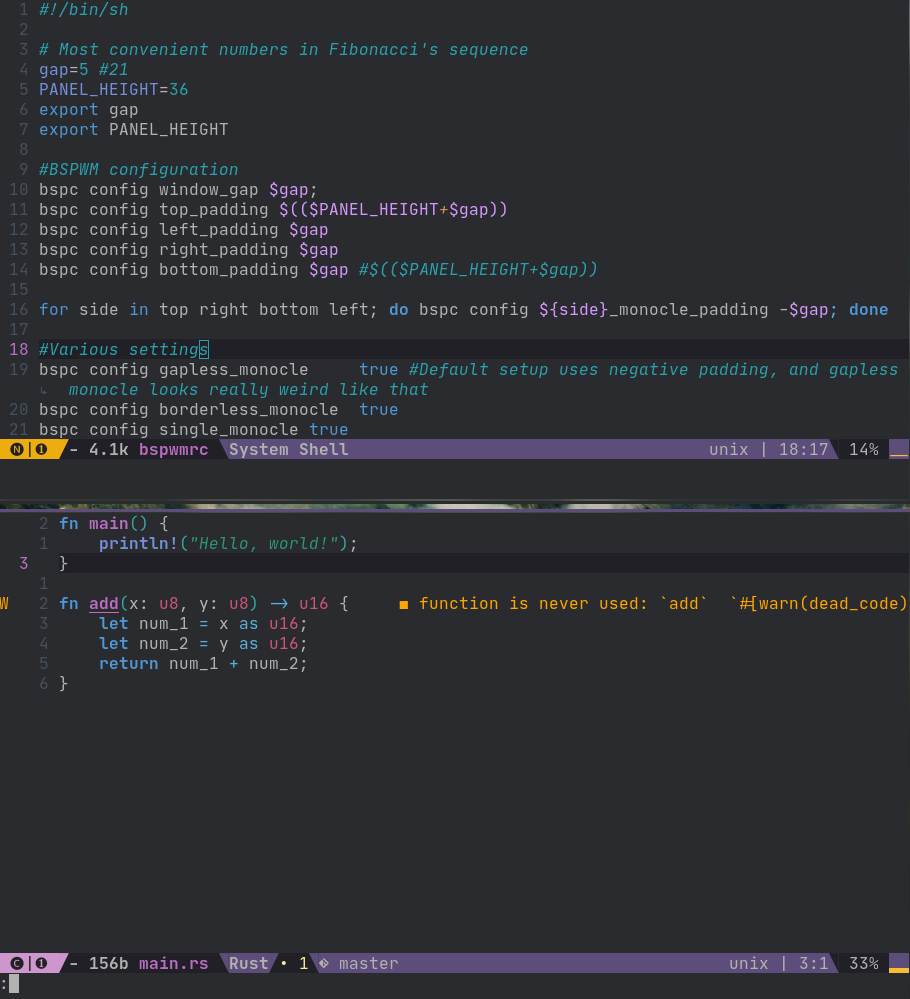 1 #!/bin/sh
2
3 # Most convenient numbers in Fibonacci's sequence
4 gap=5 #21
5 PANEL_HEIGHT=36
6 export gap
7 export PANEL_HEIGHT
8
9 #BSPWM configuration
10 bspc config window_gap $gap;
11 bspc config top_padding $(($PANEL_HEIGHT+$gap))
12 bspc config left_padding $gap
13 bspc config right_padding $gap
14 bspc config bottom_padding $gap #$(($PANEL_HEIGHT+$gap))
15
16 for side in top right bottom left; do bspc config ${side}_monocle_padding -$gap; done
17
18 #Various settings
19 bspc config gapless_monocle     true #Default setup uses negative padding, and gapless
↳  monocle looks really weird like that
20 bspc config borderless_monocle  true
21 bspc config single_monocle true
N|1 - 4.1k bspwmrc System Shell unix | 18:17 14%
2 fn main() {
1     println!("Hello, world!");
3 }
1
W 2 fn add(x: u8, y: u8) -> u16 {     ■ function is never used: `add`  `#[warn(dead_code)
3     let num_1 = x as u16;
4     let num_2 = y as u16;
5     return num_1 + num_2;
6 }
C|1 - 156b main.rs Rust • 1 master unix | 3:1 33%
: